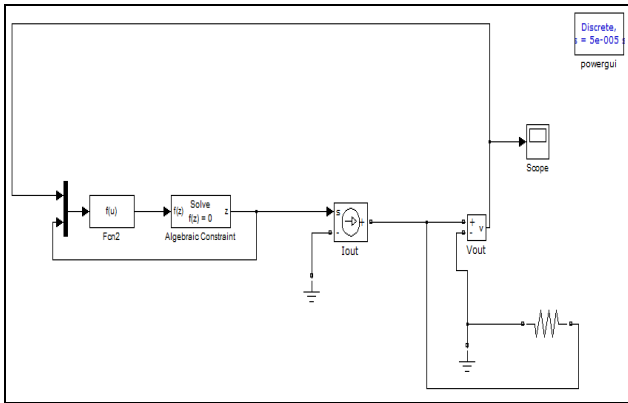 Discrete,
s = 5e-005 s
powergui
Scope
f(u)
Fcn2
f(z)
Solve
f(z) = 0
z
Algebraic Constraint
s
+
-
Iout
+
-
v
Vout